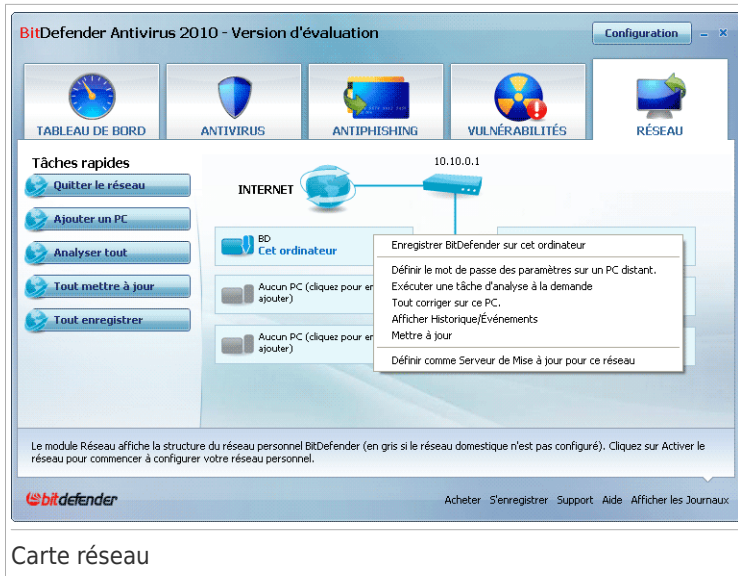 BitDefender Antivirus 2010 - Version d'évaluation
Configuration
TABLEAU DE BORD
ANTIVIRUS
ANTIPHISHING
VULNÉRABILITÉS
RÉSEAU
Tâches rapides
Quitter le réseau
Ajouter un PC
Analyser tout
Tout mettre à jour
Tout enregistrer
10.10.0.1
INTERNET
BD
Cet ordinateur
Aucun PC (cliquez pour en
ajouter)
Aucun PC (cliquez pour en
ajouter)
Enregistrer BitDefender sur cet ordinateur
Définir le mot de passe des paramètres sur un PC distant.
Exécuter une tâche d'analyse à la demande
Tout corriger sur ce PC.
Afficher Historique/Événements
Mettre à jour
Définir comme Serveur de Mise à jour pour ce réseau
Le module Réseau affiche la structure du réseau personnel BitDefender (en gris si le réseau domestique n'est pas configuré). Cliquez sur Activer le
réseau pour commencer à configurer votre réseau personnel.
bitdefender
Acheter S'enregistrer Support Aide Afficher les Journaux
Carte réseau